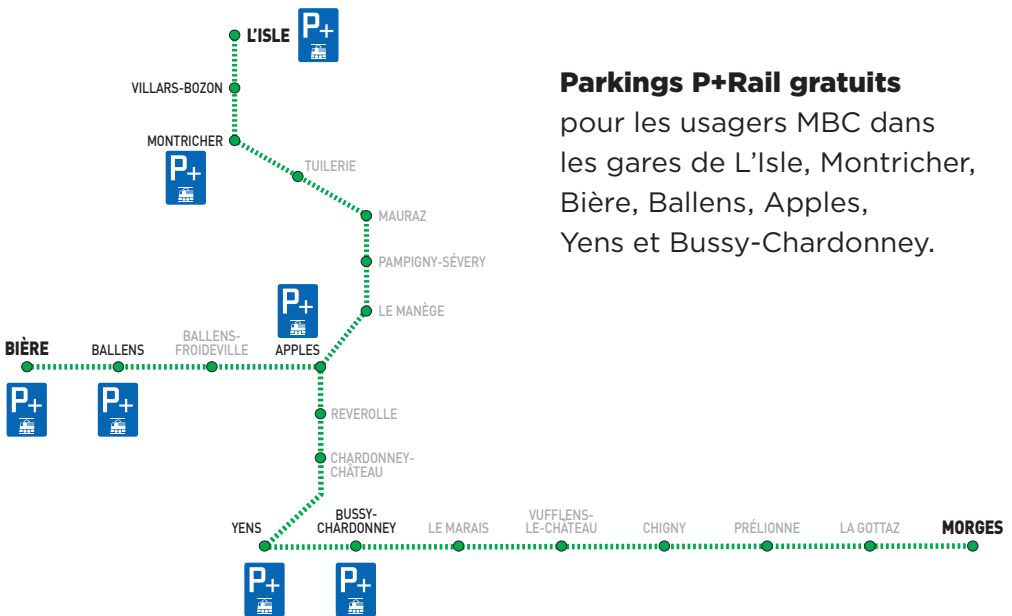 L'ISLE
P+
VILLARS-BOZON
MONTRICHER
P+
TUILERIE
MAURAZ
PAMPIGNY-SÉVERY
P+
LE MANÈGE
BIÈRE
BALLENS
BALLENS-
FROIDEVILLE
APPLES
P+
P+
REVEROLLE
CHARDONNEY-
CHÂTEAU
YENS
BUSSY-
CHARDONNEY
LE MARAIS
VUFFLENS-
LE-CHÂTEAU
CHIGNY
PRÉLIONNE
LA GOTTAZ
MORGES
P+
P+
Parkings P+Rail gratuits
pour les usagers MBC dans
les gares de L'Isle, Montricher,
Bière, Ballens, Apples,
Yens et Bussy-Chardonney.